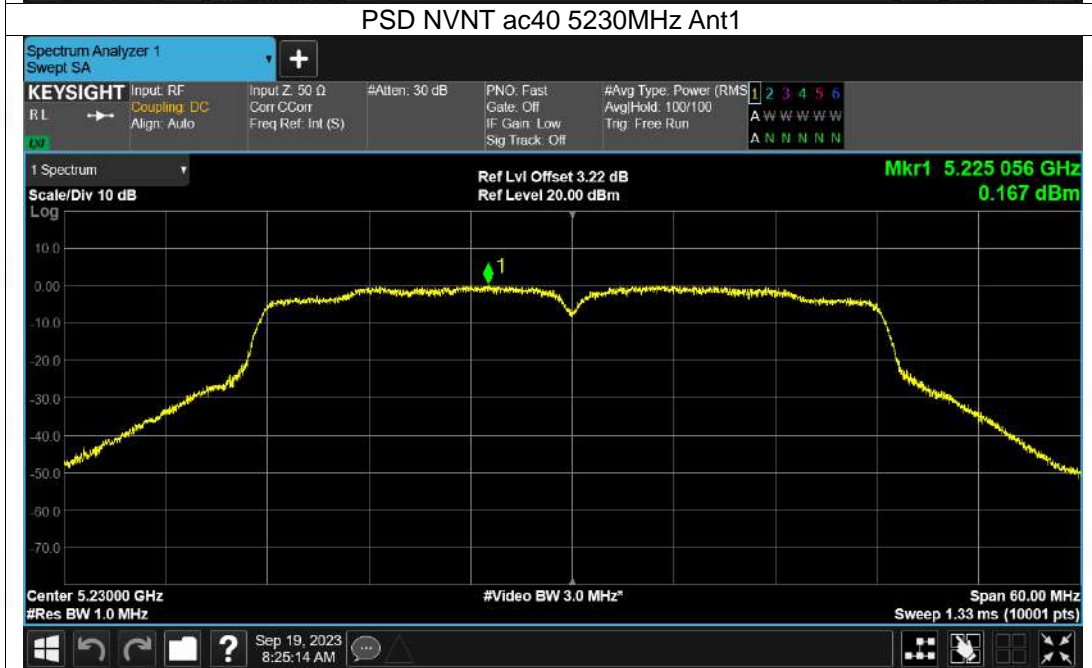 PSD NVNT ac40 5230MHz Ant1
Spectrum Analyzer 1
Swept SA
+
KEYSIGHT
RL
LXI
Input: RF
Coupling: DC
Align: Auto
Input Z: 50 Ω
Corr CCorr
Freq Ref: Int (S)
#Atten: 30 dB
PNO: Fast
Gate: Off
IF Gain: Low
Sig Track: Off
#Avg Type: Power (RMS
Avg|Hold: 100/100
Trig: Free Run
1 2 3 4 5 6
A W W W W W
A N N N N N
1 Spectrum
Scale/Div 10 dB
Ref Lvl Offset 3.22 dB
Ref Level 20.00 dBm
Mkr1 5.225 056 GHz
0.167 dBm
Log
10.0
0.00
-10.0
-20.0
-30.0
-40.0
-50.0
-60.0
-70.0
1
Center 5.23000 GHz
#Res BW 1.0 MHz
#Video BW 3.0 MHz*
Span 60.00 MHz
Sweep 1.33 ms (10001 pts)
?
Sep 19, 2023
8:25:14 AM